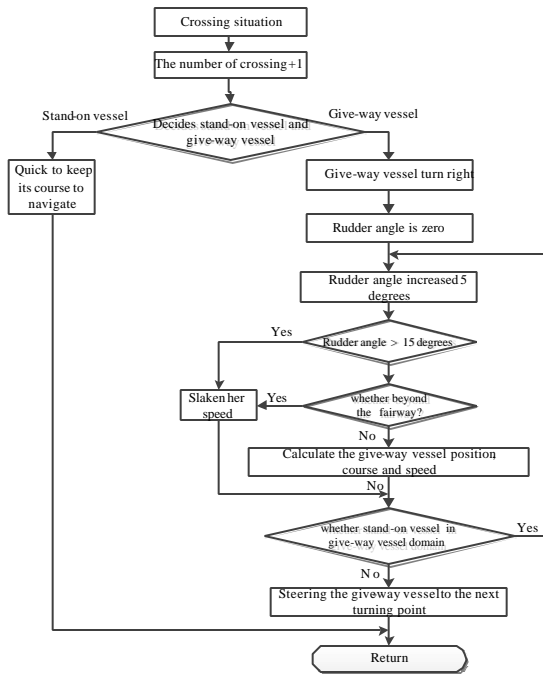 Crossing situation
The number of crossing+1
Stand-on vessel
Give-way vessel
Decides stand-on vessel and
give-way vessel
Quick to keep
its course to
navigate
Give-way vessel turn right
Rudder angle is zero
Rudder angle increased 5
degrees
Yes
Rudder angle > 15 degrees
Slaken her
speed
Yes
whether beyond
the fairway?
No
Calculate the give-way vessel position,
course and speed
No
whether stand-on vessel in
give-way vessel domain
Yes
No
Steering the give-way vessel to the next
turning point
Return